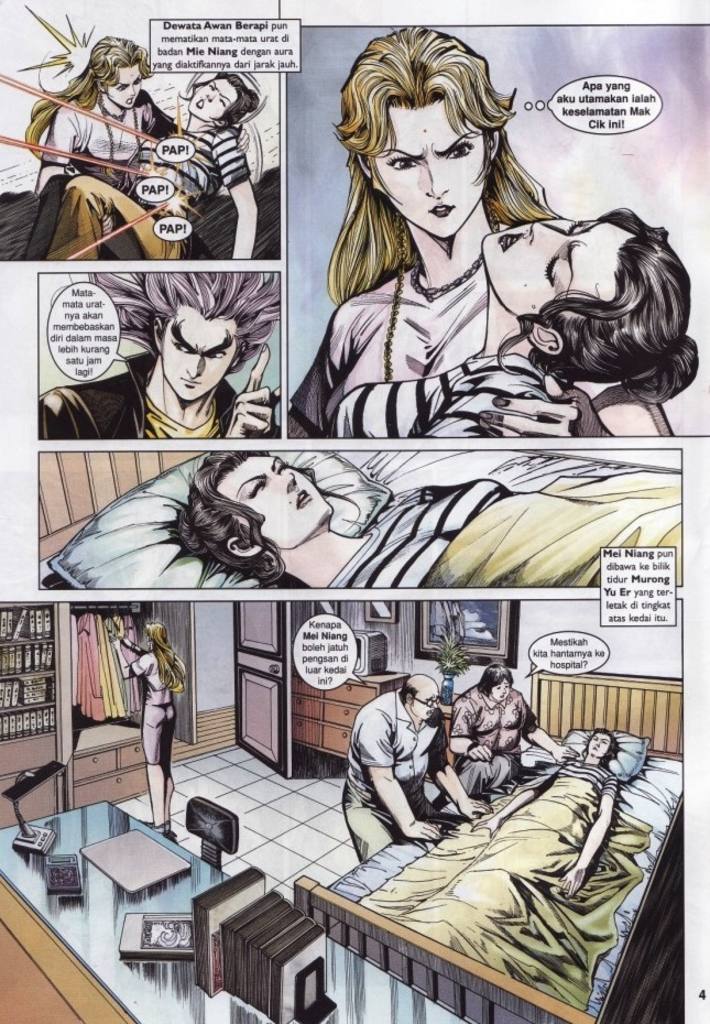 Dewata Awan Berapi pun
mematikan mata-mata urat di
badan Mie Niang dengan aura
yang diaktifkannya dari jarak jauh.
PAP!
PAP!
PAP!
Apa yang
aku utamakan ialah
keselamatan Mak
Cik ini!
Mata-
mata urat-
nya akan
membebaskan
diri dalam masa
lebih kurang
satu jam
lagi!
Mei Niang pun
dibawa ke bilik
tidur Murong
Yu Er yang ter-
letak di tingkat
atas kedai itu.
Kenapa
Mei Niang
boleh jatuh
pengsan di
luar kedai
ini?
Mestikah
kita hantarnya ke
hospital?
4